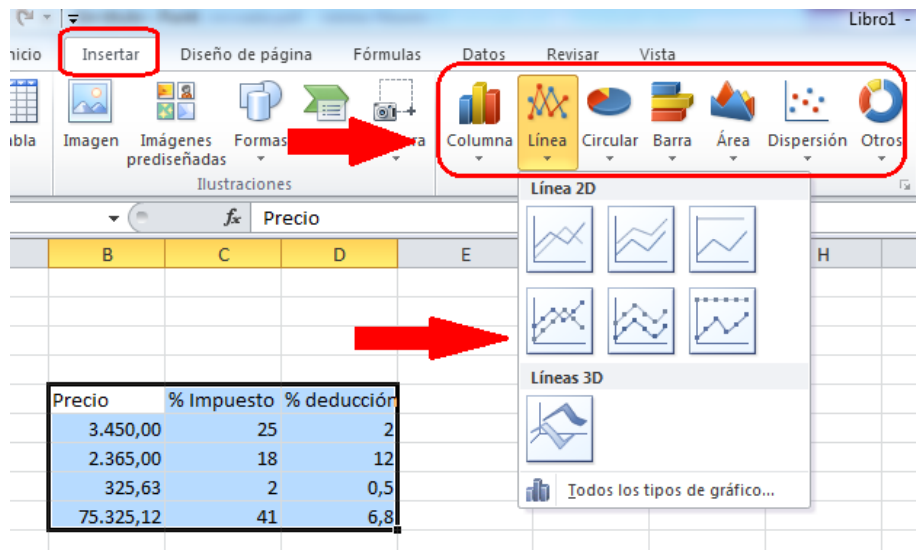 Libro1 -
nicio Insertar Diseño de página Fórmulas Datos Revisar Vista
abla Imagen Imágenes prediseñadas Formas Columna Línea Circular Barra Área Dispersión Otros
Ilustraciones
Línea 2D
fx Precio
B C D E H
Líneas 3D
Precio % Impuesto % deducción
3.450,00 25 2
2.365,00 18 12
325,63 2 0,5
75.325,12 41 6,8
Todos los tipos de gráfico...